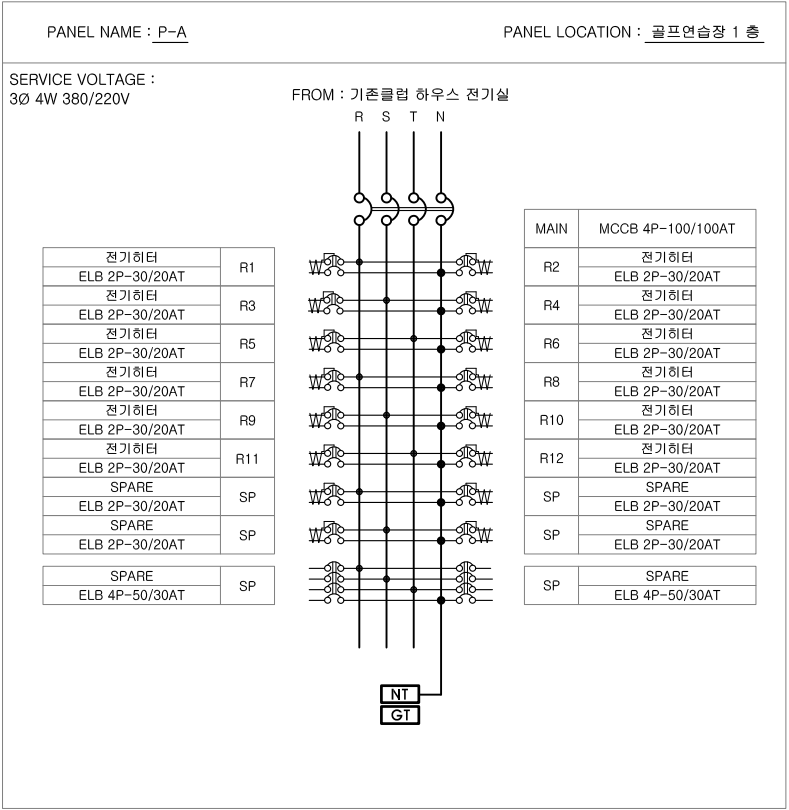 PANEL NAME : P-A
PANEL LOCATION : 골프연습장 1 층
SERVICE VOLTAGE :
3Ø 4W 380/220V
FROM : 기존클럽 하우스 전기실
R S T N
MAIN MCCB 4P-100/100AT
전기히터
ELB 2P-30/20AT
R1
전기히터
ELB 2P-30/20AT
R3
전기히터
ELB 2P-30/20AT
R5
전기히터
ELB 2P-30/20AT
R7
전기히터
ELB 2P-30/20AT
R9
전기히터
ELB 2P-30/20AT
R11
SPARE
ELB 2P-30/20AT
SP
SPARE
ELB 2P-30/20AT
SP
SPARE
ELB 4P-50/30AT
SP
R2
전기히터
ELB 2P-30/20AT
R4
전기히터
ELB 2P-30/20AT
R6
전기히터
ELB 2P-30/20AT
R8
전기히터
ELB 2P-30/20AT
R10
전기히터
ELB 2P-30/20AT
R12
전기히터
ELB 2P-30/20AT
SP
SPARE
ELB 2P-30/20AT
SP
SPARE
ELB 2P-30/20AT
SP
SPARE
ELB 4P-50/30AT
NT
GT